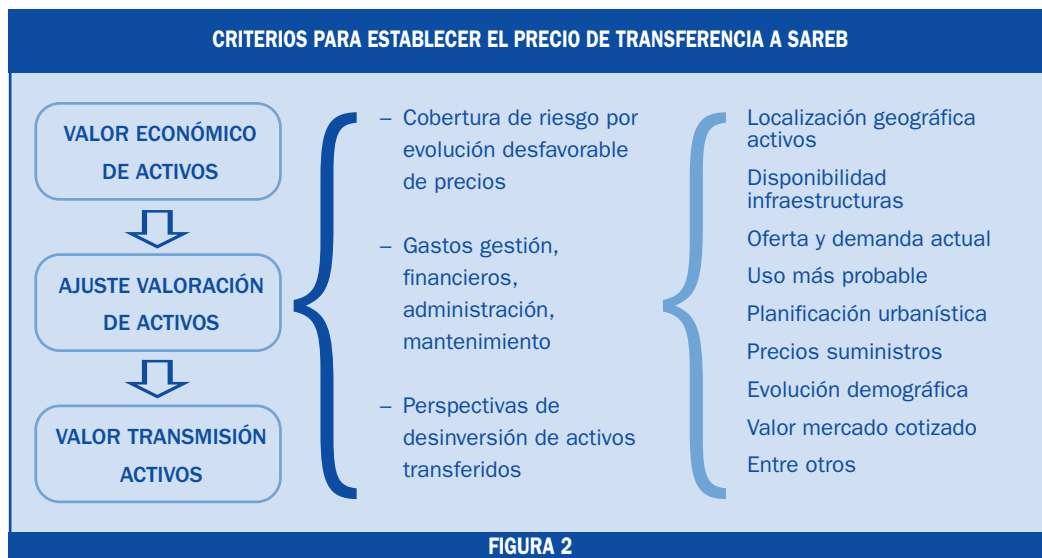 CRITERIOS PARA ESTABLECER EL PRECIO DE TRANSFERENCIA A SAREB
VALOR ECONÓMICO
DE ACTIVOS
AJUSTE VALORACIÓN
DE ACTIVOS
VALOR TRANSMISIÓN
ACTIVOS
– Cobertura de riesgo por
evolución desfavorable
de precios
– Gastos gestión,
financieros,
administración,
mantenimiento
– Perspectivas de
desinversión de activos
transferidos
Localización geográfica
activos
Disponibilidad
infraestructuras
Oferta y demanda actual
Uso más probable
Planificación urbanística
Precios suministros
Evolución demográfica
Valor mercado cotizado
Entre otros
FIGURA 2